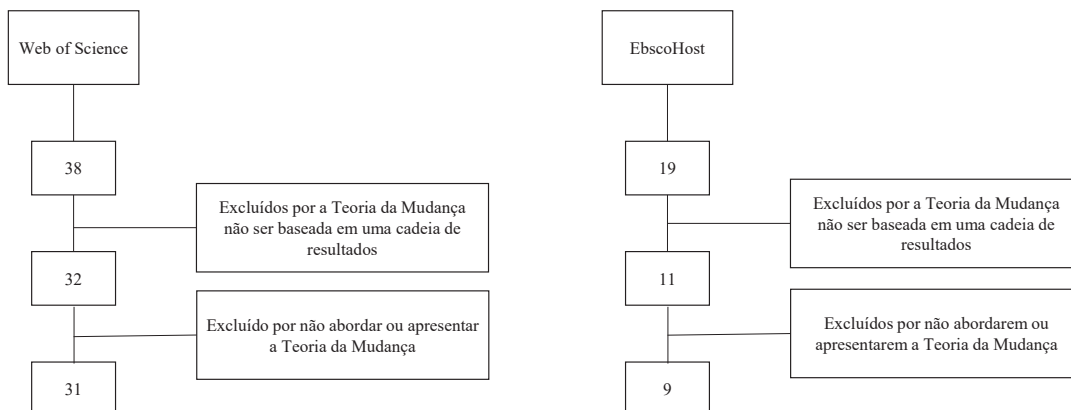 Web of Science
38
Excluídos por a Teoria da Mudança
não ser baseada em uma cadeia de
resultados
32
Excluído por não abordar ou apresentar
a Teoria da Mudança
31
EbscoHost
19
Excluídos por a Teoria da Mudança
não ser baseada em uma cadeia de
resultados
11
Excluídos por não abordarem ou
apresentarem a Teoria da Mudança
9